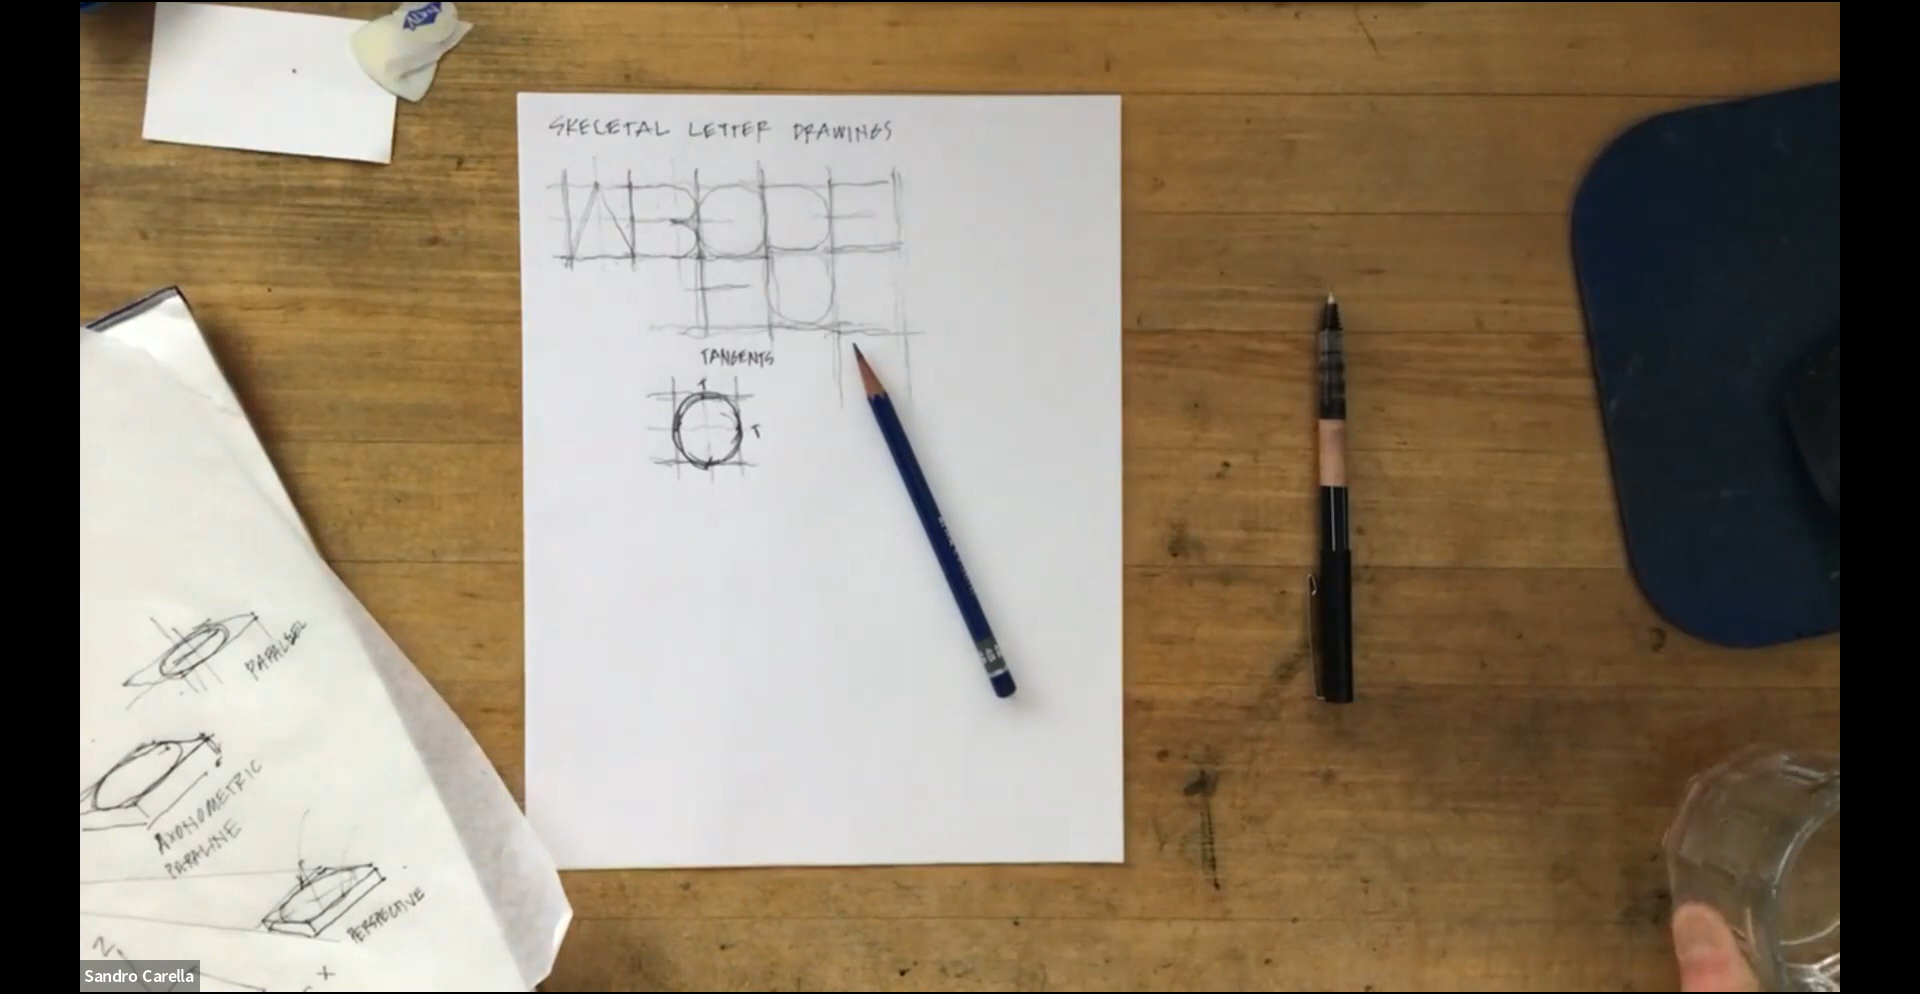 SKELETAL LETTER DRAWINGS
A B C D E
F U
TANGENTS
T
T
PARALLEL
AXONOMETRIC
PARALINE
PERSPECTIVE
Z
X
Sandro Carella